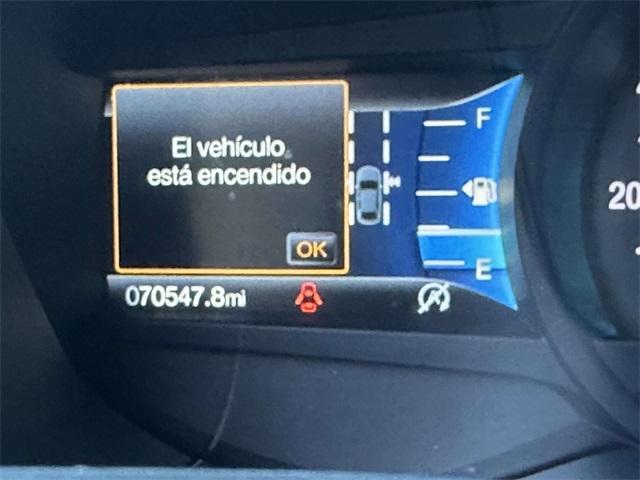 El vehículo
está encendido
OK
F
E
20
070547.8mi